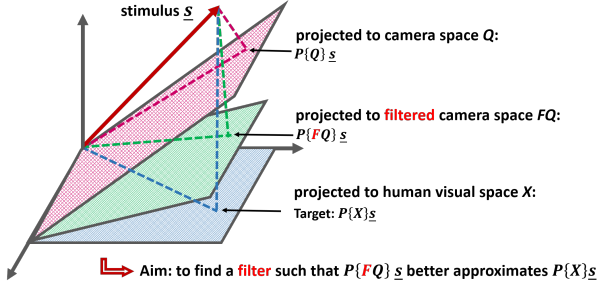 stimulus s
projected to camera space Q:
P{Q} s
projected to filtered camera space FQ:
P{FQ} s
projected to human visual space X:
Target: P{X}s
Aim: to find a filter such that P{FQ} s better approximates P{X}s